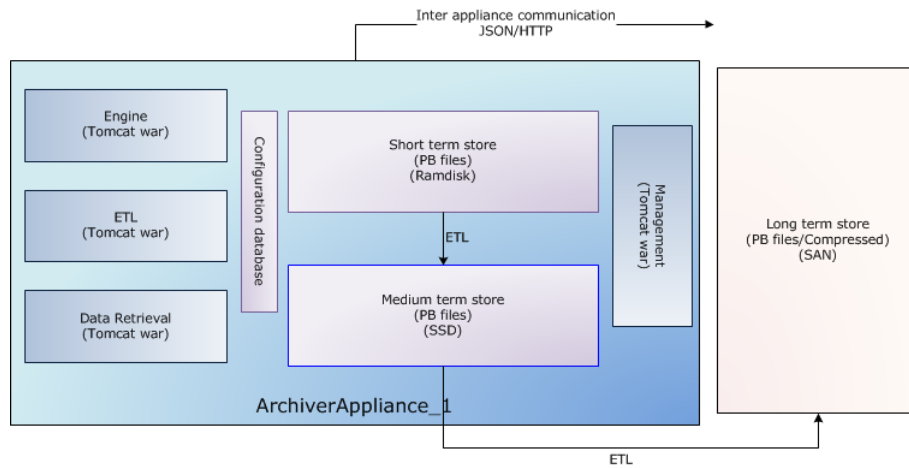 Inter appliance communication
JSON/HTTP
Engine
(Tomcat war)
ETL
(Tomcat war)
Data Retrieval
(Tomcat war)
Configuration database
Short term store
(PB files)
(Ramdisk)
ETL
Medium term store
(PB files)
(SSD)
Management
(Tomcat war)
Long term store
(PB files/Compressed)
(SAN)
ArchiverAppliance_1
ETL